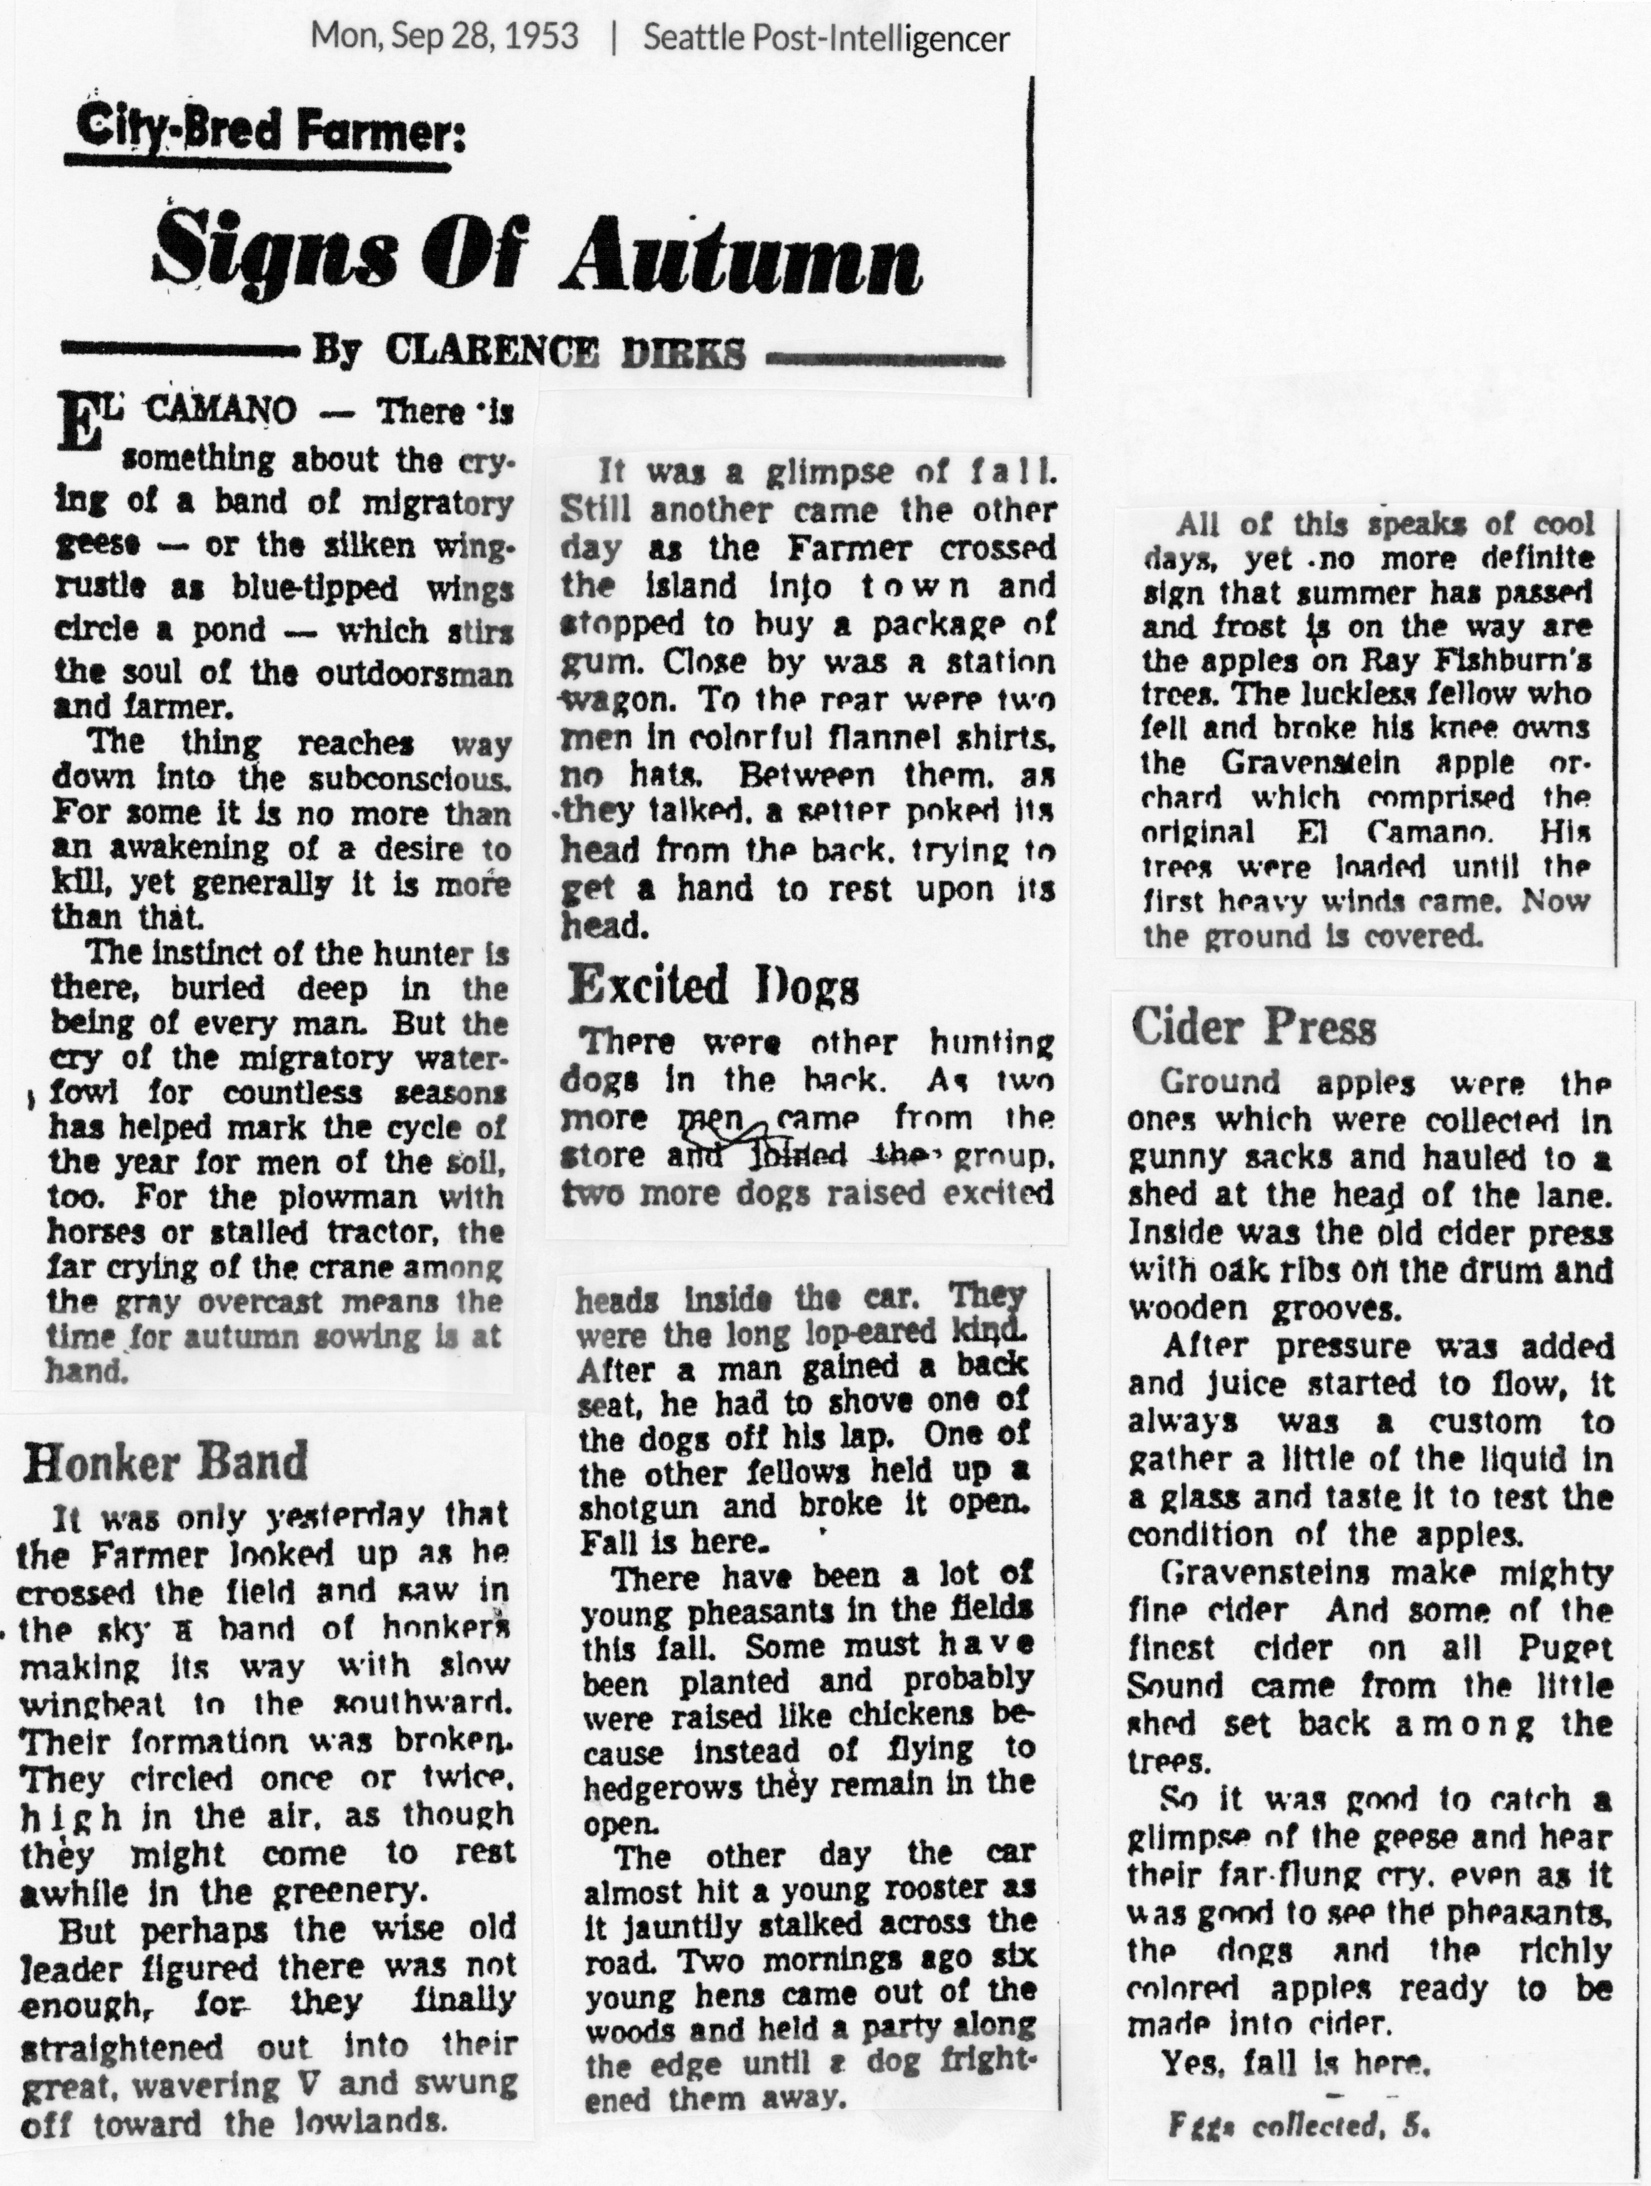 Mon, Sep 28, 1953 | Seattle Post-Intelligencer
City-Bred Farmer:
Signs Of Autumn
By CLARENCE DIRKS
EL CAMANO — There is
something about the cry-
ing of a band of migratory
geese — or the silken wing-
rustle as blue-tipped wings
circle a pond — which stirs
the soul of the outdoorsman
and farmer.
The thing reaches way
down into the subconscious.
For some it is no more than
an awakening of a desire to
kill, yet generally it is more
than that.
The instinct of the hunter is
there, buried deep in the
being of every man. But the
cry of the migratory water-
fowl for countless seasons
has helped mark the cycle of
the year for men of the soil,
too. For the plowman with
horses or stalled tractor, the
far crying of the crane among
the gray overcast means the
time for autumn sowing is at
hand.
Honker Band
It was only yesterday that
the Farmer looked up as he
crossed the field and saw in
the sky a band of honkers
making its way with slow
wingbeat to the southward.
Their formation was broken.
They circled once or twice,
high in the air, as though
they might come to rest
awhile in the greenery.
But perhaps the wise old
leader figured there was not
enough, for they finally
straightened out into their
great, wavering V and swung
off toward the lowlands.
It was a glimpse of fall.
Still another came the other
day as the Farmer crossed
the island into town and
stopped to buy a package of
gum. Close by was a station
wagon. To the rear were two
men in colorful flannel shirts,
no hats. Between them, as
they talked, a setter poked its
head from the back, trying to
get a hand to rest upon its
head.
Excited Dogs
There were other hunting
dogs in the back. As two
more men came from the
store and joined the group,
two more dogs raised excited
heads inside the car. They
were the long lop-eared kind.
After a man gained a back
seat, he had to shove one of
the dogs off his lap. One of
the other fellows held up a
shotgun and broke it open.
Fall is here.
There have been a lot of
young pheasants in the fields
this fall. Some must have
been planted and probably
were raised like chickens be-
cause instead of flying to
hedgerows they remain in the
open.
The other day the car
almost hit a young rooster as
it jauntily stalked across the
road. Two mornings ago six
young hens came out of the
woods and held a party along
the edge until a dog fright-
ened them away.
All of this speaks of cool
days, yet no more definite
sign that summer has passed
and frost is on the way are
the apples on Ray Fishburn's
trees. The luckless fellow who
fell and broke his knee owns
the Gravenstein apple or-
chard which comprised the
original El Camano. His
trees were loaded until the
first heavy winds came. Now
the ground is covered.
Cider Press
Ground apples were the
ones which were collected in
gunny sacks and hauled to a
shed at the head of the lane.
Inside was the old cider press
with oak ribs on the drum and
wooden grooves.
After pressure was added
and juice started to flow, it
always was a custom to
gather a little of the liquid in
a glass and taste it to test the
condition of the apples.
Gravensteins make mighty
fine cider And some of the
finest cider on all Puget
Sound came from the little
shed set back among the
trees.
So it was good to catch a
glimpse of the geese and hear
their far-flung cry, even as it
was good to see the pheasants,
the dogs and the richly
colored apples ready to be
made into cider.
Yes, fall is here.
Eggs collected, 5.